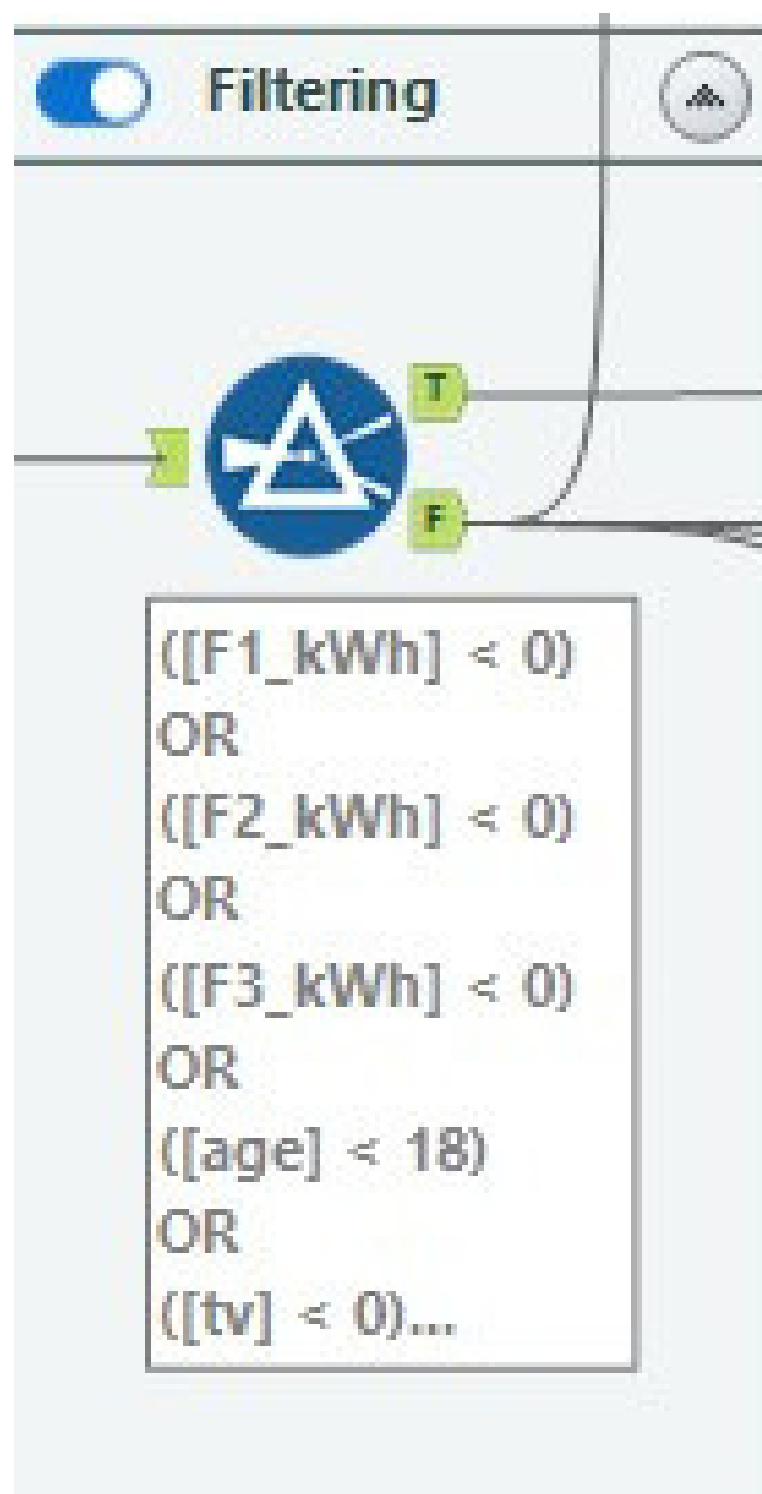 Filtering
T
F
([F1_kWh] < 0)
OR
([F2_kWh] < 0)
OR
([F3_kWh] < 0)
OR
([age] < 18)
OR
([tv] < 0)...